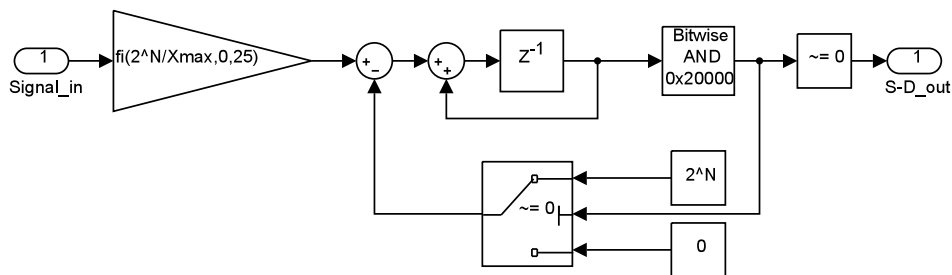 1
Signal_in
fi(2^N/Xmax,0,25)
+
−
+
+
Z-1
Bitwise
AND
0x20000
~= 0
1
S-D_out
2^N
~= 0
0